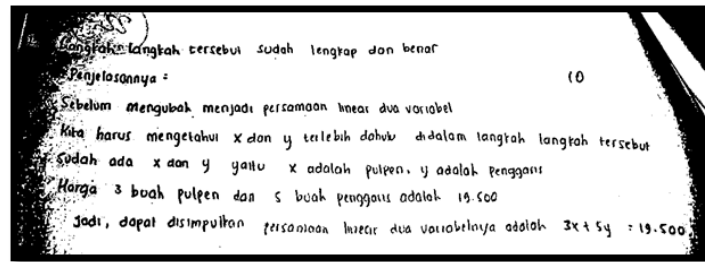 Langkah-langkah tersebut sudah lengkap dan benar
Penjelasannya =
10
Sebelum mengubah menjadi persamaan linear dua variabel
kita harus mengetahui x dan y terlebih dahulu didalam langkah langkah tersebut
sudah ada x dan y yaitu x adalah pulpen, y adalah penggaris
Harga 3 buah pulpen dan 5 buah penggaris adalah 19.500
Jadi, dapat disimpulkan persamaan linear dua variabelnya adalah 3x + 5y = 19.500